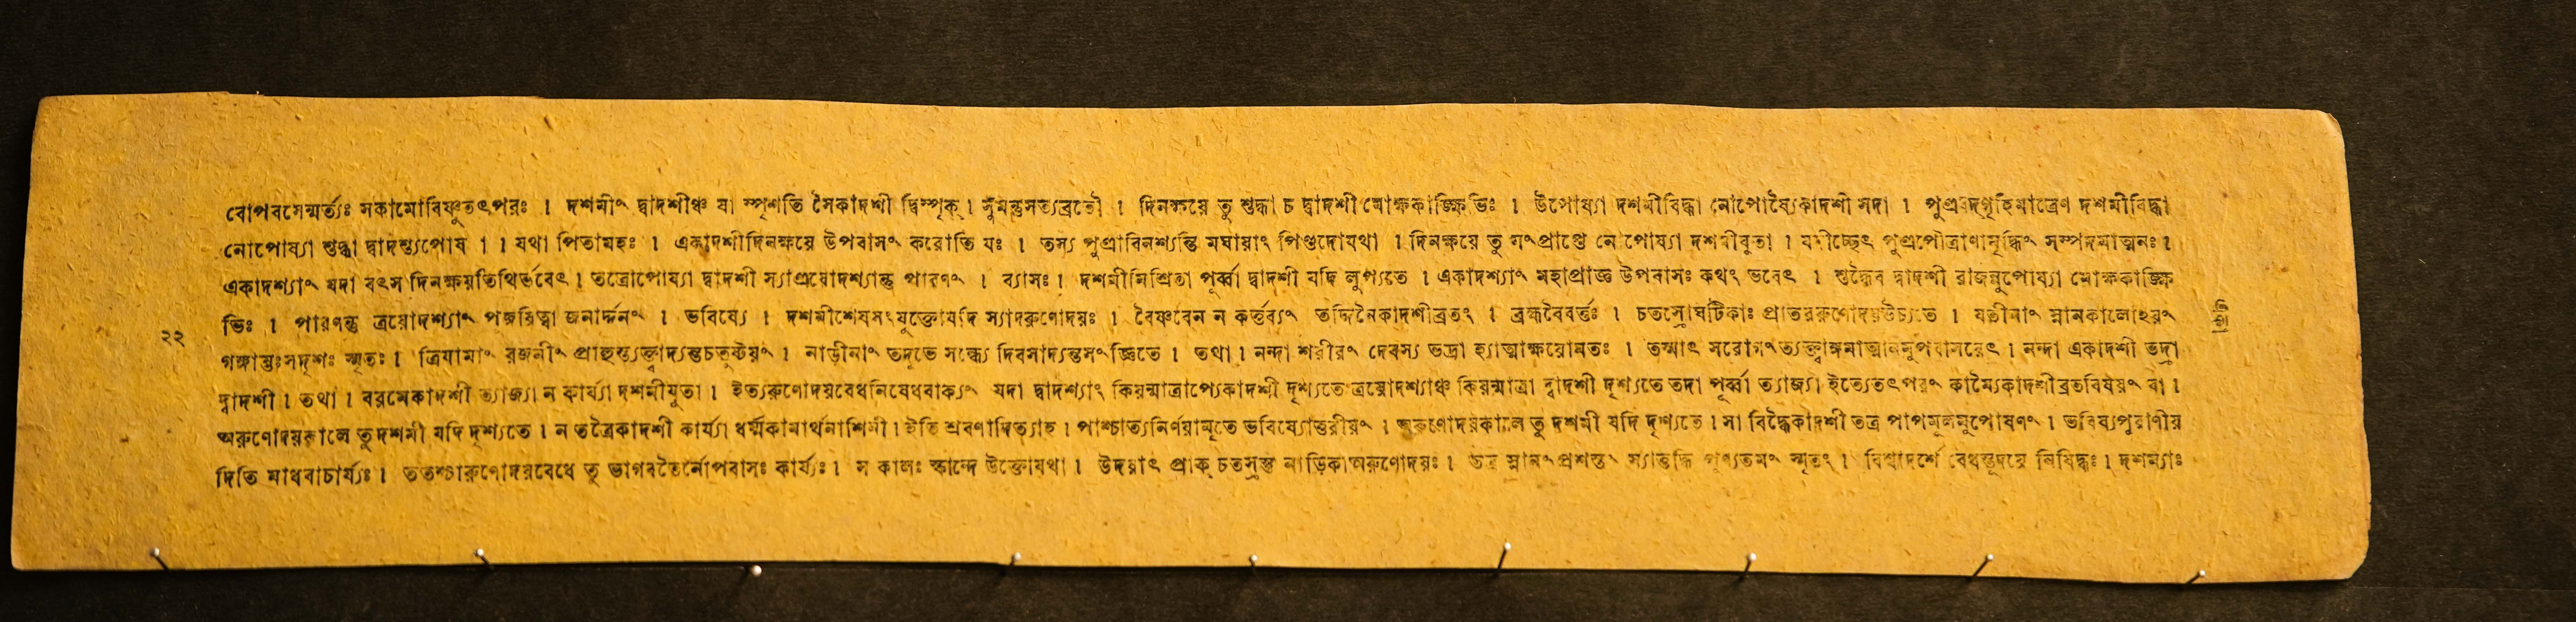 বোপবসেন্মর্ত্যঃ সকামোবিষ্ণুতৎপরঃ । দশমীং দ্বাদশীঞ্চ যা স্পৃশতি সৈকাদশী দ্বিস্পৃক্ । সুমন্তুসত্যব্রতৌ । দিনক্ষয়ে তু শুদ্ধা চ দ্বাদশী মোক্ষকাঙ্ক্ষিভিঃ । উপোষ্যা দশমীবিদ্ধা নোপোষ্যৈকাদশী সদা । পুত্রবদ্গৃহিমাত্রেণ দশমীবিদ্ধা
নোপোষ্যা শুদ্ধা দ্বাদশ্যুপোষ । । যথা পিতামহঃ । একাদশীদিনক্ষয়ে উপবাসং করোতি যঃ । তস্য পুত্রাবিনশ্যন্তি মঘায়াং পিণ্ডদোযথা । দিনক্ষয়ে তু সংপ্রাপ্তে নোপোষ্যা দশমীযুতা । যদীচ্ছেৎ পুত্রপৌত্রাণামৃদ্ধিং সম্পদমাত্মনঃ ।
একাদশ্যাং যদা বৎস দিনক্ষয়তিথির্ভবেৎ । তত্রোপোষ্যা দ্বাদশী স্যাত্ত্রয়োদশ্যান্তু পারণং । ব্যাসঃ । দশমীমিশ্রিতা পূর্ব্বা দ্বাদশী যদি লুপ্যতে । একাদশ্যাং মহাপ্রাজ্ঞ উপবাসঃ কথং ভবেৎ । শুদ্ধৈব দ্বাদশী রাজন্নুপোষ্যা মোক্ষকাঙ্ক্ষি
ভিঃ । পারণন্তু ত্রয়োদশ্যাং পূজয়িত্বা জনার্দ্দনং । ভবিষ্যে । দশমীশেষসংযুক্তোযদি স্যাদরুণোদয়ঃ । বৈষ্ণবেন ন কর্ত্তব্যং তদ্দিনৈকাদশীব্রতং । ব্রহ্মবৈবর্ত্তঃ । চতস্রোঘটিকাঃ প্রাতররুণোদয়উচ্যতে । যতীনাং স্নানকালোহয়ং
২২
গঙ্গাম্ভঃসদৃশঃ স্মৃতঃ । ত্রিযামাং রজনীং প্রাহুস্ত্যক্ত্বাদ্যন্তচতুষ্টয়ং । নাড়ীনাং তদুভে সন্ধ্যে দিবসাদ্যন্তসংজ্ঞিতে । তথা । নন্দা শরীরং দেবস্য ভদ্রা হ্যাত্মাক্ষয়োমতঃ । তস্মাৎ সরোগংত্যক্ত্বাঙ্গমাত্মানমুপবাসয়েৎ । নন্দা একাদশী ভদ্রা
দ্বাদশী । তথা । বরমেকাদশী ত্যাজ্যা ন কার্য্যা দশমীযুতা । ইত্যরুণোদয়বেধনিষেধবাক্যং যদা দ্বাদশ্যাং কিয়ন্মাত্রাপ্যেকাদশী দৃশ্যতে ত্রয়োদশ্যাঞ্চ কিয়ন্মাত্রা দ্বাদশী দৃশ্যতে তদা পূর্ব্বা ত্যাজ্যা ইত্যেতৎপরং কাম্যৈকাদশীব্রতবিষয়ং বা ।
অরুণোদয়কালে তু দশমী যদি দৃশ্যতে । ন তত্রৈকাদশী কার্য্যা ধর্ম্মকামার্থনাশিনী । ইতি শ্রবণাদিত্যাহ । পাশ্চাত্যনির্ণয়ামৃতে ভবিষ্যোত্তরীয়ং । অরুণোদয়কালে তু দশমী যদি দৃশ্যতে । সা বিদ্ধৈকাদশী তত্র পাপমূলমুপোষণং । ভবিষ্যপুরাণীয়
দিতি মাধবাচার্য্যঃ । ততশ্চারুণোদয়বেধে তু ভাগবতৈর্নোপবাসঃ কার্য্যঃ । স কালঃ স্কান্দে উক্তোযথা । উদয়াৎ প্রাক্ চতস্রস্তু নাড়িকাঅরুণোদয়ঃ । তত্র স্নানংপ্রশস্তং স্যাত্তদ্ধি পুণ্যতমং স্মৃতং । বিশ্বাদর্শে বেধস্তূদয়ে নিষিদ্ধঃ । দশম্যাঃ